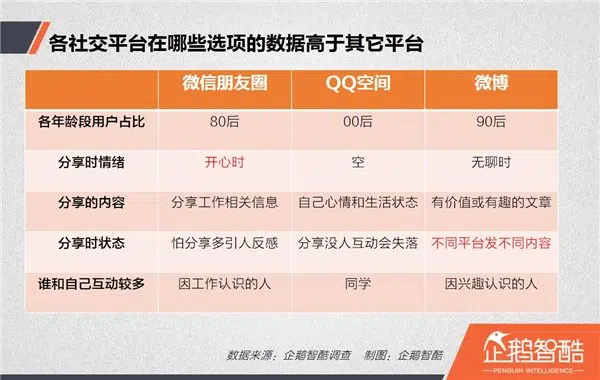 各社交平台在哪些选项的数据高于其它平台
微信朋友圈 QQ空间 微博
各年龄段用户占比 80后 00后 90后
分享时情绪 开心时 空 无聊时
分享的内容 分享工作相关信息 自己心情和生活状态 有价值或有趣的文章
分享时状态 怕分享多引人反感 分享没人互动会失落 不同平台发不同内容
谁和自己互动较多 因工作认识的人 同学 因兴趣认识的人
数据来源：企鹅智酷调查 制图：企鹅智酷
企鹅智酷
PENGUIN INTELLIGENCE